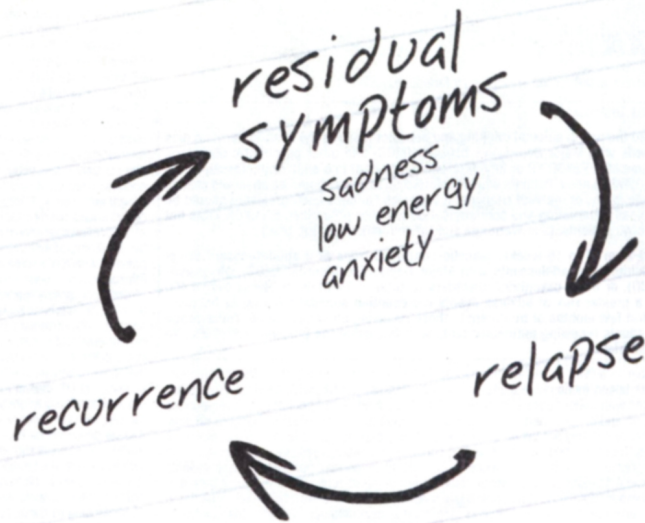 residual
symptoms
sadness
low energy
anxiety
relapse
recurrence